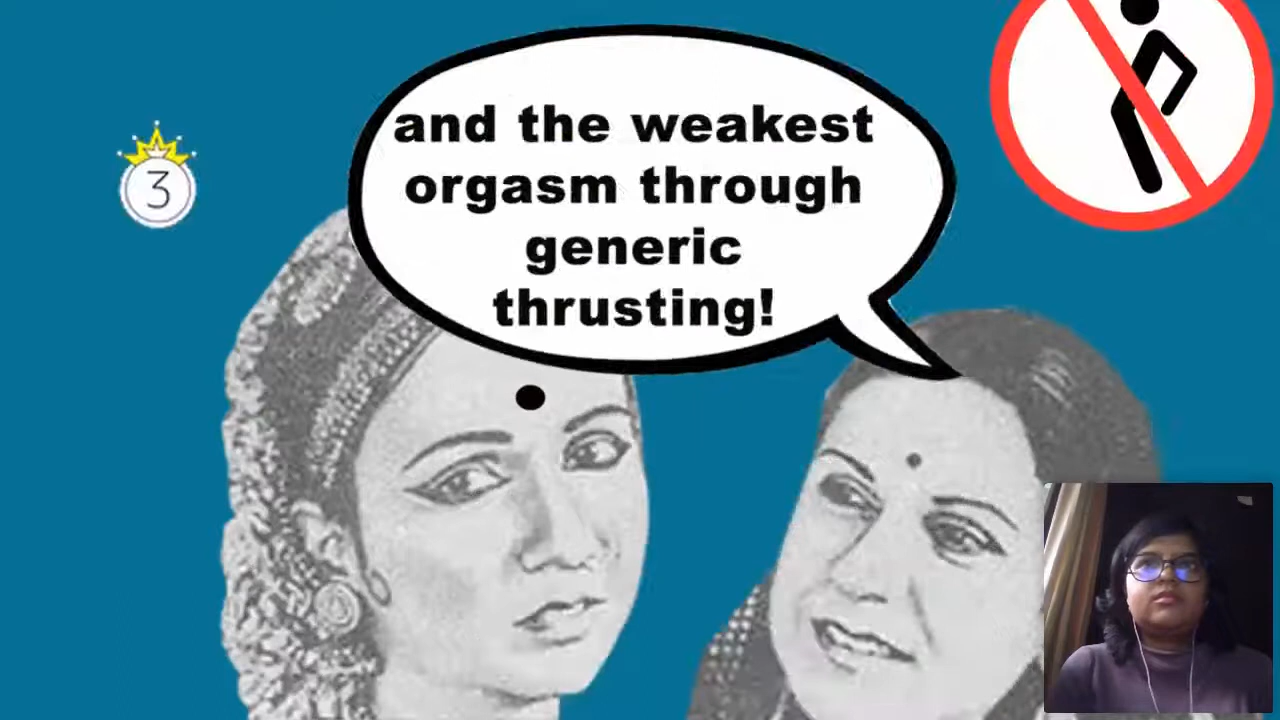 3
and the weakest
orgasm through
generic
thrusting!